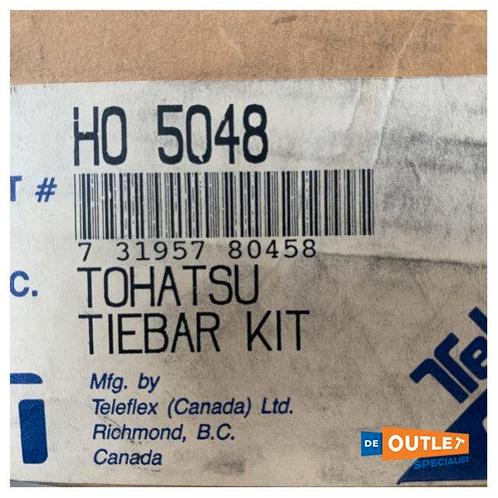 HO 5048
T #
7 31957 80458
C. TOHATSU
TIEBAR KIT
Mfg. by
Teleflex (Canada) Ltd.
Richmond, B.C.
Canada
DE OUTLET
SPECIALIST